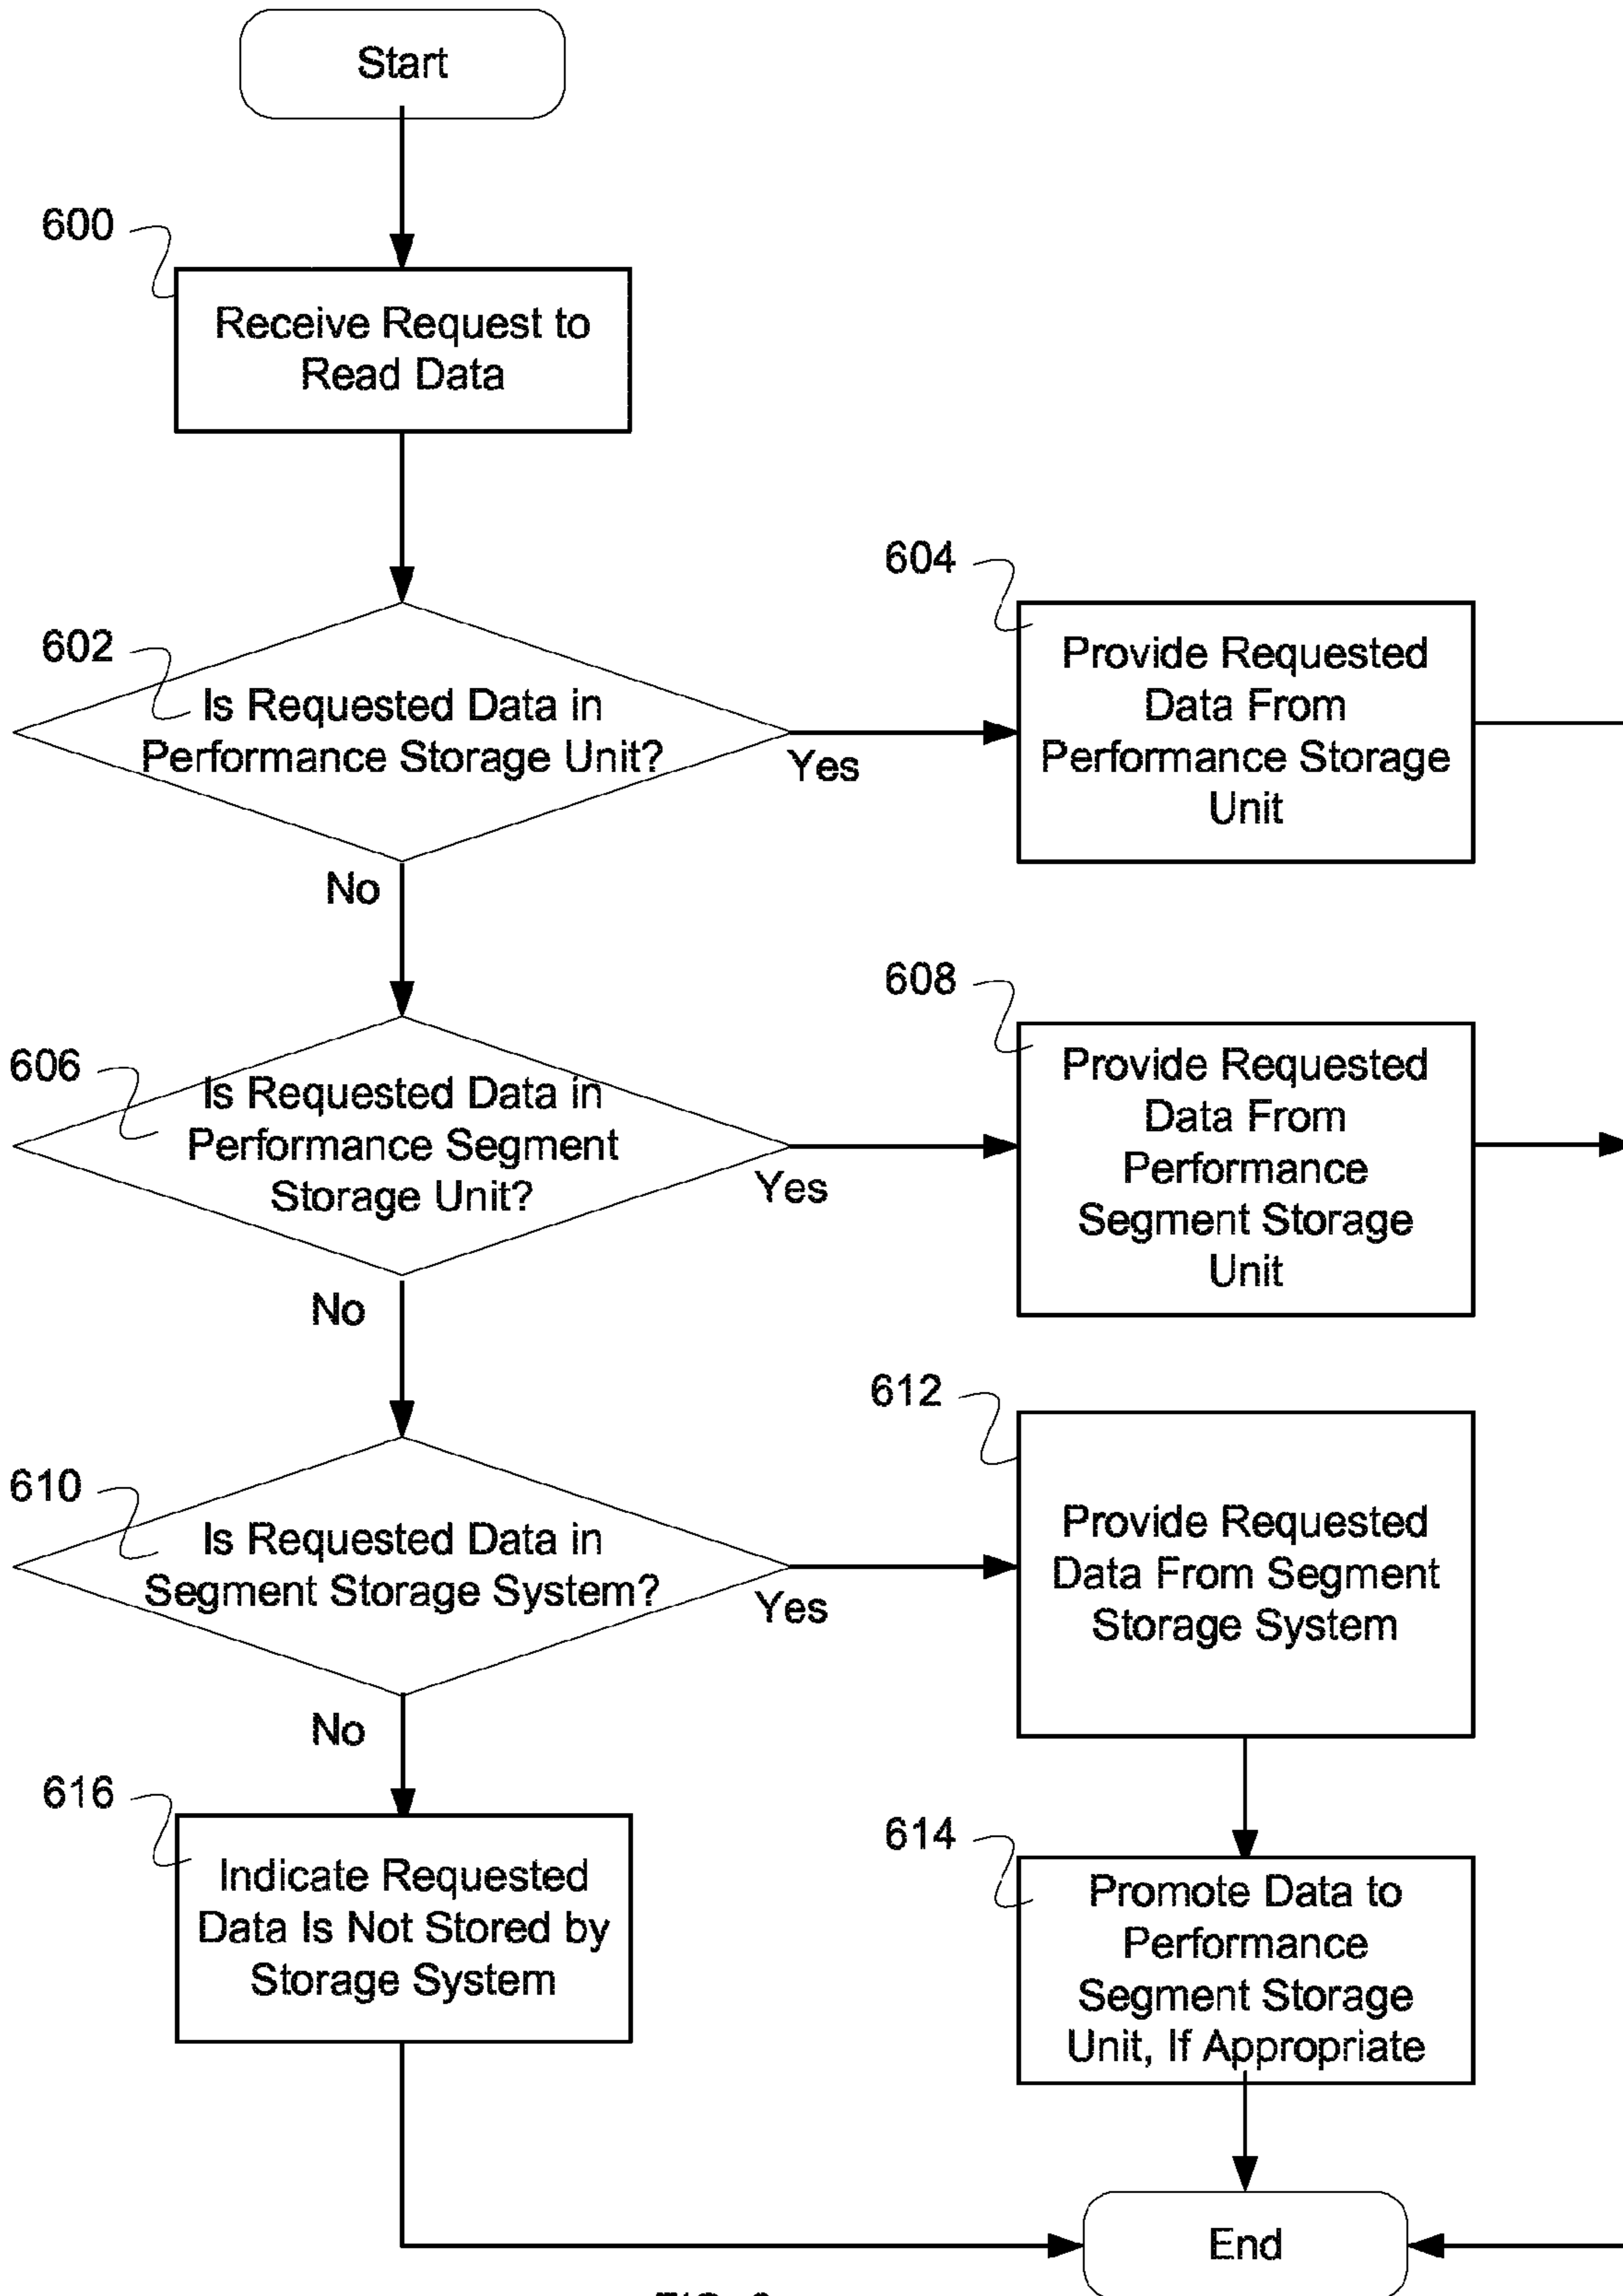 Start
600
Receive Request to
Read Data
602
Is Requested Data in
Performance Storage Unit?
Yes
No
604
Provide Requested
Data From
Performance Storage
Unit
606
Is Requested Data in
Performance Segment
Storage Unit?
Yes
No
608
Provide Requested
Data From
Performance
Segment Storage
Unit
610
Is Requested Data in
Segment Storage System?
Yes
No
612
Provide Requested
Data From Segment
Storage System
614
Promote Data to
Performance
Segment Storage
Unit, If Appropriate
616
Indicate Requested
Data Is Not Stored by
Storage System
End